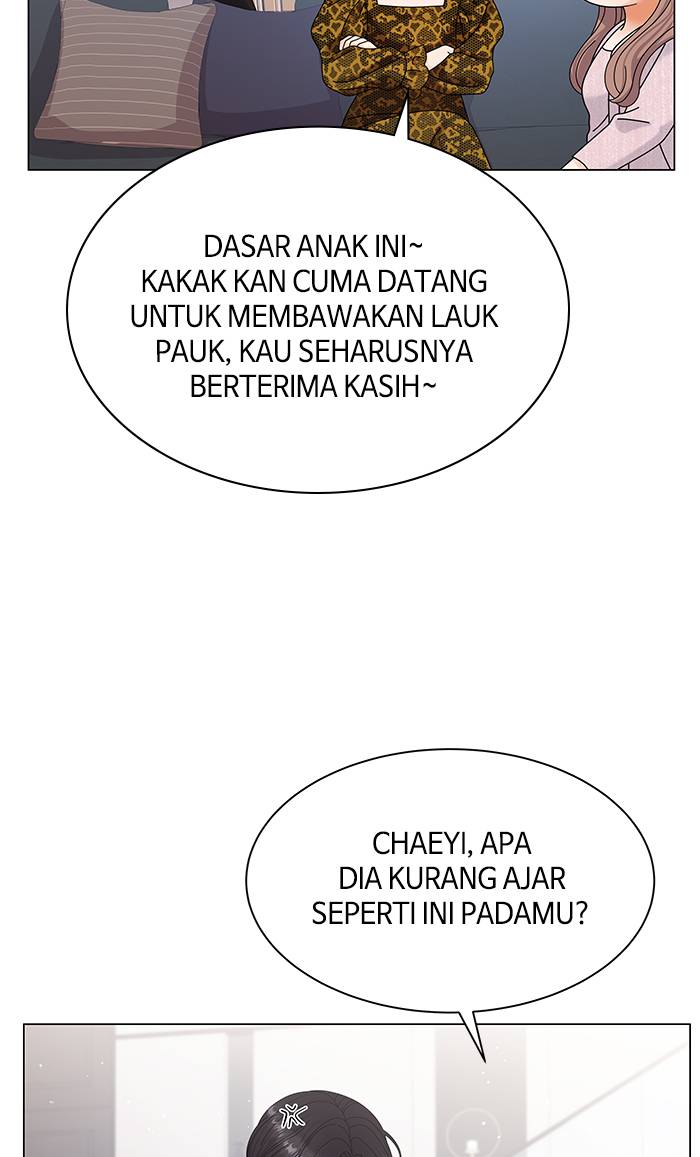 DASAR ANAK INI~
KAKAK KAN CUMA DATANG
UNTUK MEMBAWAKAN LAUK
PAUK, KAU SEHARUSNYA
BERTERIMA KASIH~
CHAEYI, APA
DIA KURANG AJAR
SEPERTI INI PADAMU?